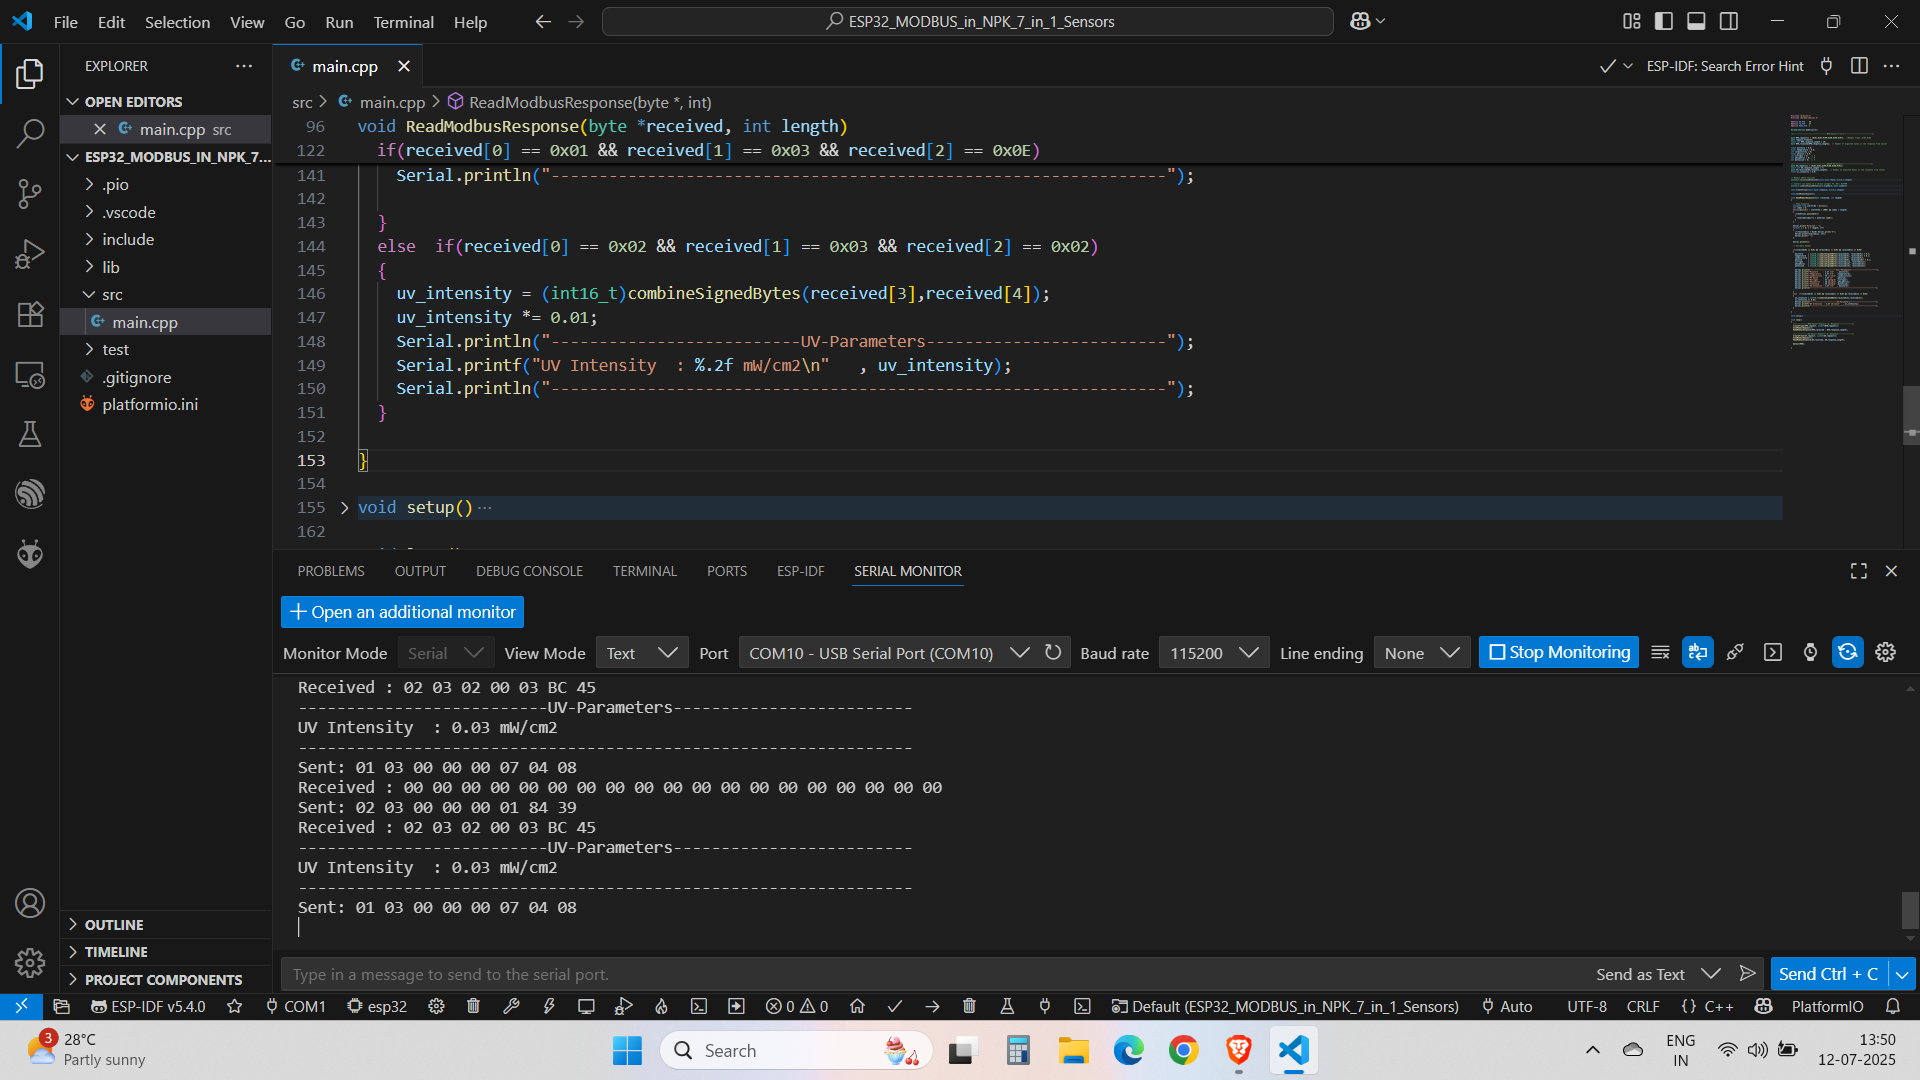 File Edit Selection View Go Run Terminal Help
ESP32_MODBUS_in_NPK_7_in_1_Sensors
EXPLORER
OPEN EDITORS
main.cpp src
ESP32_MODBUS_IN_NPK_7...
.pio
.vscode
include
lib
src
main.cpp
test
.gitignore
platformio.ini
OUTLINE
TIMELINE
PROJECT COMPONENTS
main.cpp
ESP-IDF: Search Error Hint
src > main.cpp > ReadModbusResponse(byte *, int)
96 void ReadModbusResponse(byte *received, int length)
122 if(received[0] == 0x01 && received[1] == 0x03 && received[2] == 0x0E)
141 Serial.println("----------------------------------------------------------------");
142
143 }
144 else  if(received[0] == 0x02 && received[1] == 0x03 && received[2] == 0x02)
145 {
146 uv_intensity = (int16_t)combineSignedBytes(received[3],received[4]);
147 uv_intensity *= 0.01;
148 Serial.println("--------------------------UV-Parameters-------------------------");
149 Serial.printf("UV Intensity  : %.2f mW/cm2\n"   , uv_intensity);
150 Serial.println("----------------------------------------------------------------");
151 }
152
153 }
154
155 void setup() ...
162
PROBLEMS OUTPUT DEBUG CONSOLE TERMINAL PORTS ESP-IDF SERIAL MONITOR
Open an additional monitor
Monitor Mode Serial View Mode Text Port COM10 - USB Serial Port (COM10) Baud rate 115200 Line ending None Stop Monitoring
Received : 02 03 02 00 03 BC 45
--------------------------UV-Parameters-------------------------
UV Intensity  : 0.03 mW/cm2
----------------------------------------------------------------
Sent: 01 03 00 00 00 07 04 08
Received : 00 00 00 00 00 00 00 00 00 00 00 00 00 00 00 00 00 00 00
Sent: 02 03 00 00 00 01 84 39
Received : 02 03 02 00 03 BC 45
--------------------------UV-Parameters-------------------------
UV Intensity  : 0.03 mW/cm2
----------------------------------------------------------------
Sent: 01 03 00 00 00 07 04 08
Type in a message to send to the serial port.
Send as Text Send Ctrl + C
ESP-IDF v5.4.0 COM1 esp32 0 0 Default (ESP32_MODBUS_in_NPK_7_in_1_Sensors) Auto UTF-8 CRLF {} C++ PlatformIO
3 28°C
Partly sunny
Search
ENG
IN
13:50
12-07-2025